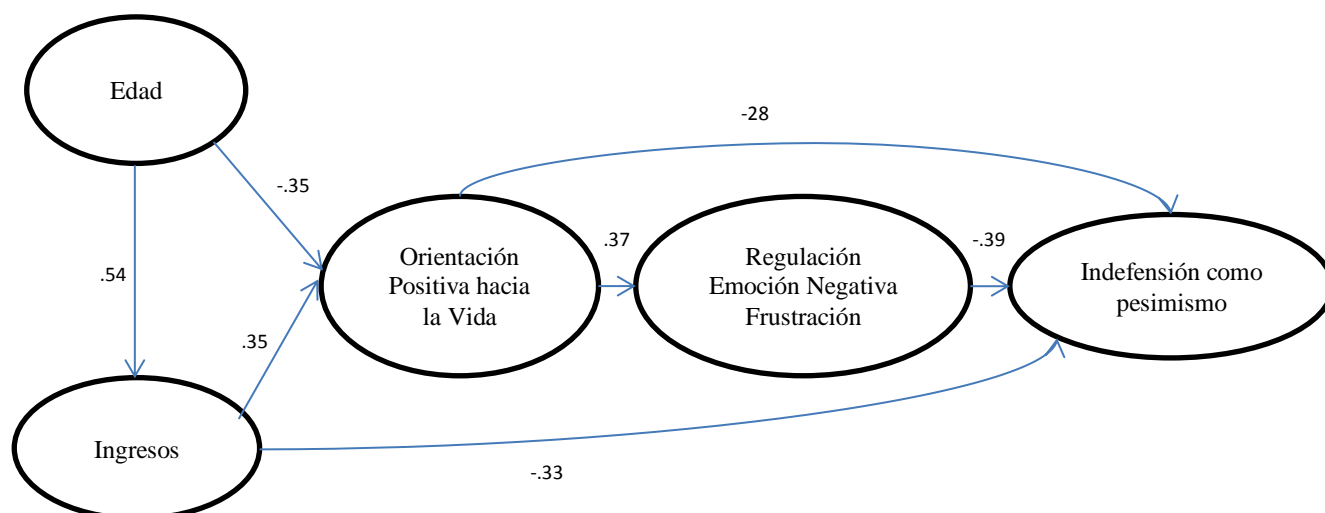 Edad
-28
-.35
.37
-.39
Orientación
Positiva hacia
la Vida
Regulación
Emoción Negativa
Frustración
Indefensión como
pesimismo
.54
.35
Ingresos
-.33